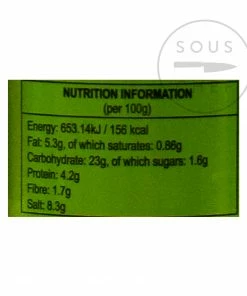 SOUS
NUTRITION INFORMATION
(per 100g)
Energy: 653.14kJ / 156 kcal
Fat: 5.3g, of which saturates: 0.86g
Carbohydrate: 23g, of which sugars: 1.6g
Protein: 4.2g
Fibre: 1.7g
Salt: 8.3g